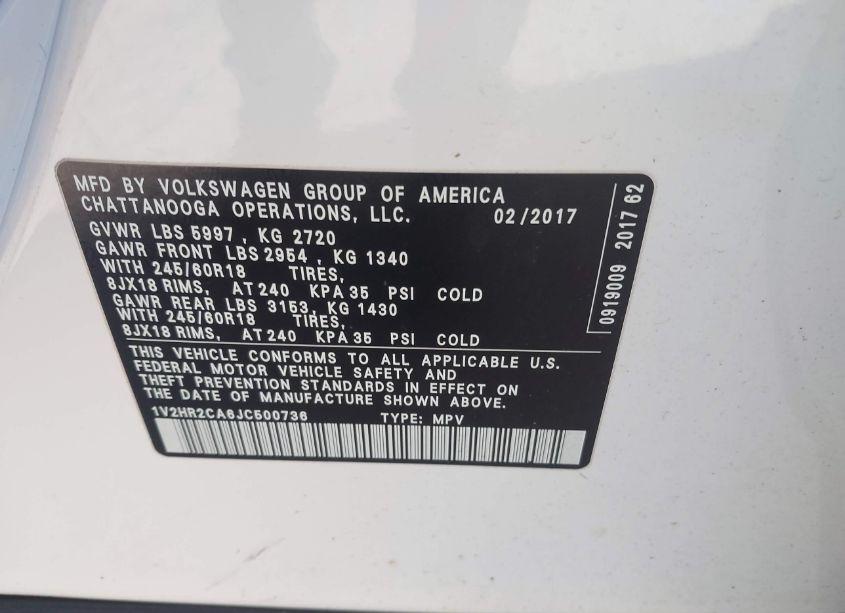 MFD BY VOLKSWAGEN GROUP OF AMERICA
CHATTANOOGA OPERATIONS, LLC. 02/2017
GVWR LBS 5997 , KG 2720
GAWR FRONT LBS 2954 , KG 1340
WITH 245/60R18 TIRES,
8JX18 RIMS, AT 240 KPA 35 PSI COLD
GAWR REAR LBS 3153, KG 1430
WITH 245/60R18 TIRES,
8JX18 RIMS, AT 240 KPA 35 PSI COLD
THIS VEHICLE CONFORMS TO ALL APPLICABLE U.S.
FEDERAL MOTOR VEHICLE SAFETY AND
THEFT PREVENTION STANDARDS IN EFFECT ON
THE DATE OF MANUFACTURE SHOWN ABOVE.
1V2HR2CA6JC500736 TYPE: MPV
0919009 2017 62